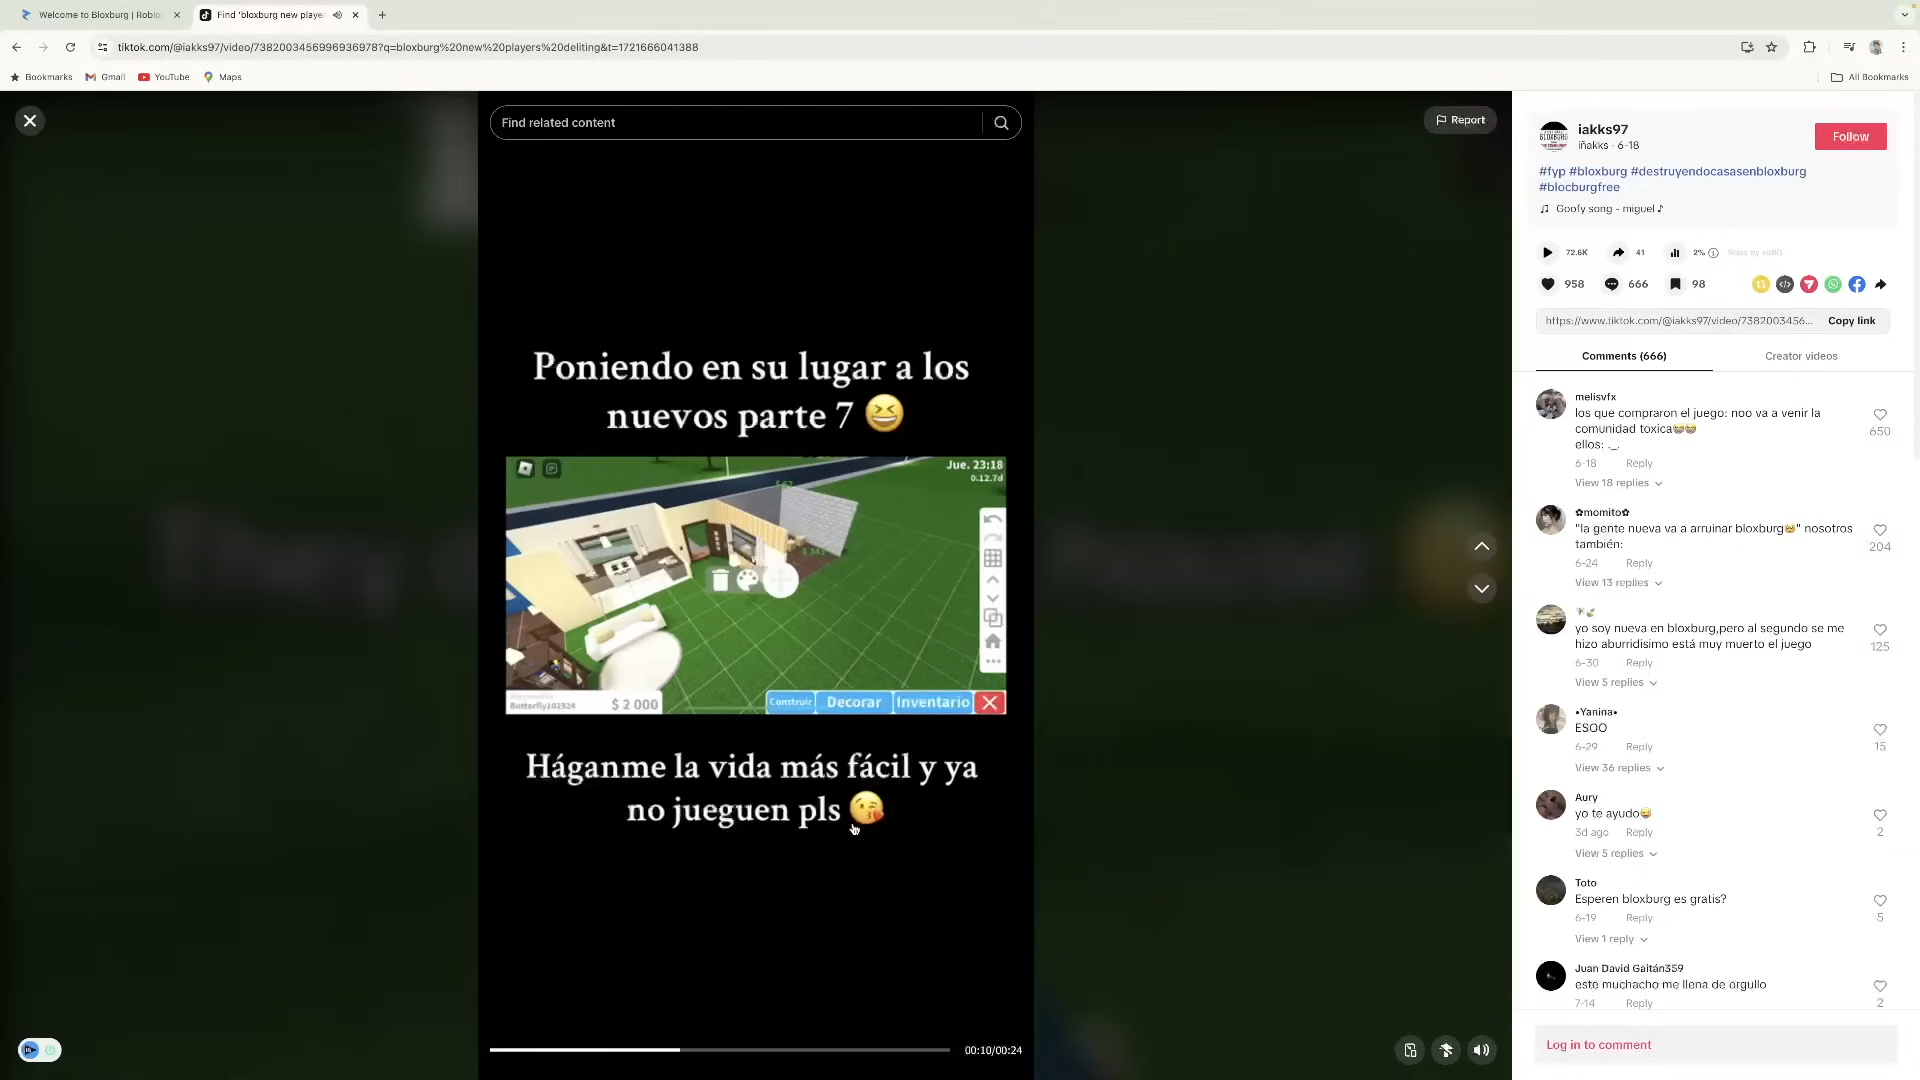 Welcome to Bloxburg | Roblo
Find 'bloxburg new player
tiktok.com/@iakks97/video/7382003456996936978?q=bloxburg%20new%20players%20deliting&t=1721666041388
Bookmarks
Gmail
YouTube
Maps
All Bookmarks
Find related content
Report
Poniendo en su lugar a los
nuevos parte 7 😆
Jue. 23:18
0.12.7d
Butterfly102924
$ 2 000
Construir
Decorar
Inventario
Háganme la vida más fácil y ya
no jueguen pls 😘
00:10/00:24
iakks97
iñakks · 6-18
Follow
#fyp #bloxburg #destruyendocasasenbloxburg
#blocburgfree
Goofy song - miguel ♪
72.6K
41
2%
Stats by vidIQ
958
666
98
https://www.tiktok.com/@iakks97/video/7382003456...
Copy link
Comments (666)
Creator videos
melisvfx
los que compraron el juego: noo va a venir la
comunidad toxica😭😭
ellos: ._.
650
6-18 Reply
View 18 replies
✿momito✿
"la gente nueva va a arruinar bloxburg😿" nosotros
también:
204
6-24 Reply
View 13 replies
yo soy nueva en bloxburg,pero al segundo se me
hizo aburridisimo está muy muerto el juego
125
6-30 Reply
View 5 replies
•Yanina•
ESOO
15
6-29 Reply
View 36 replies
Aury
yo te ayudo😜
2
3d ago Reply
View 5 replies
Toto
Esperen bloxburg es gratis?
5
6-19 Reply
View 1 reply
Juan David Gaitán359
este muchacho me llena de orgullo
2
7-14 Reply
Log in to comment